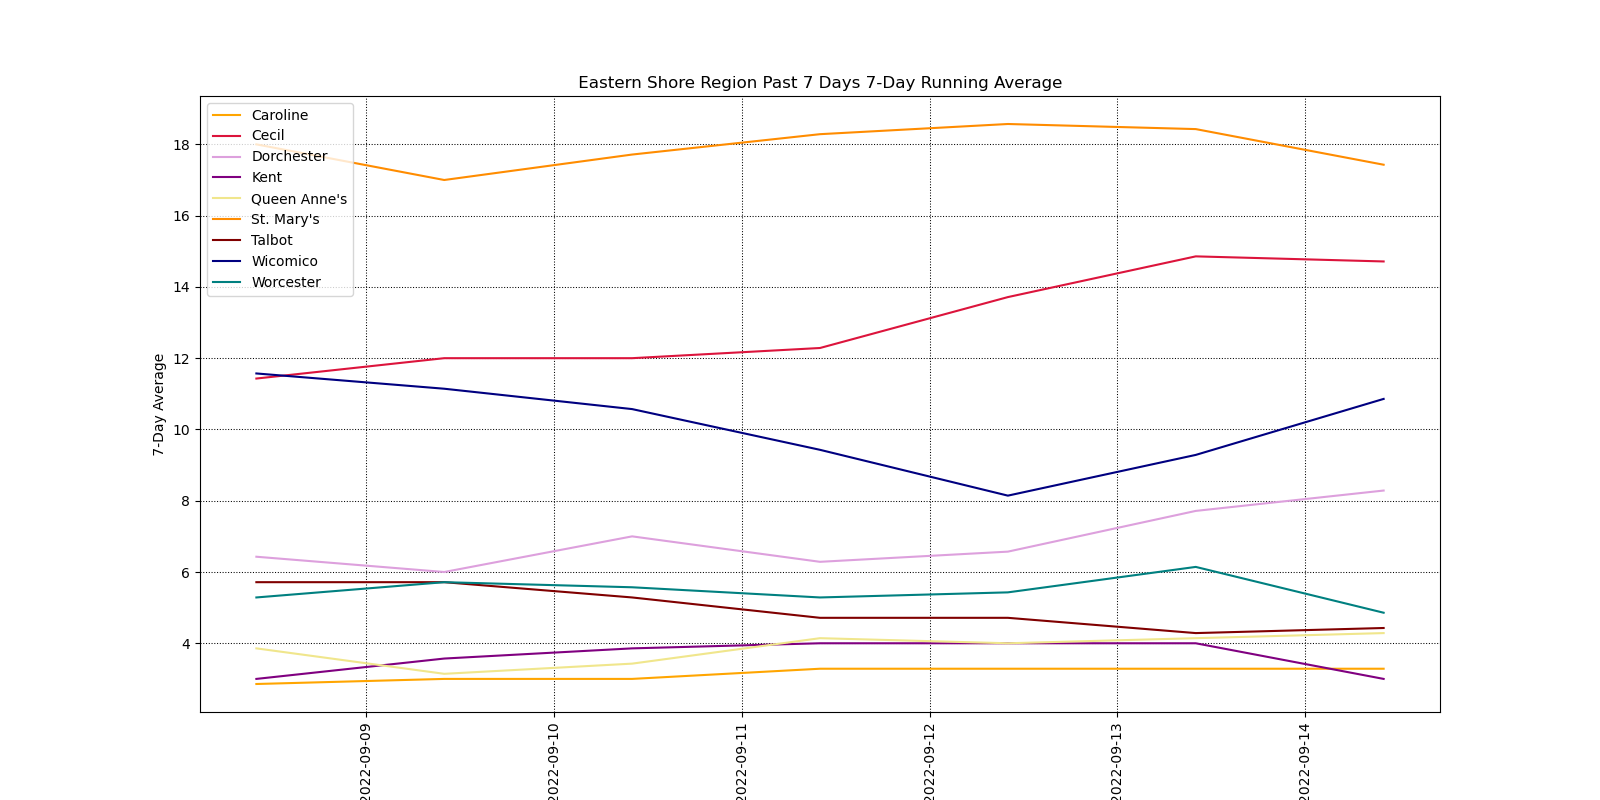 Eastern Shore Region Past 7 Days 7-Day Running Average
Caroline
Cecil
Dorchester
Kent
Queen Anne's
St. Mary's
Talbot
Wicomico
Worcester
7-Day Average
18
16
14
12
10
8
6
4
2022-09-09
2022-09-10
2022-09-11
2022-09-12
2022-09-13
2022-09-14